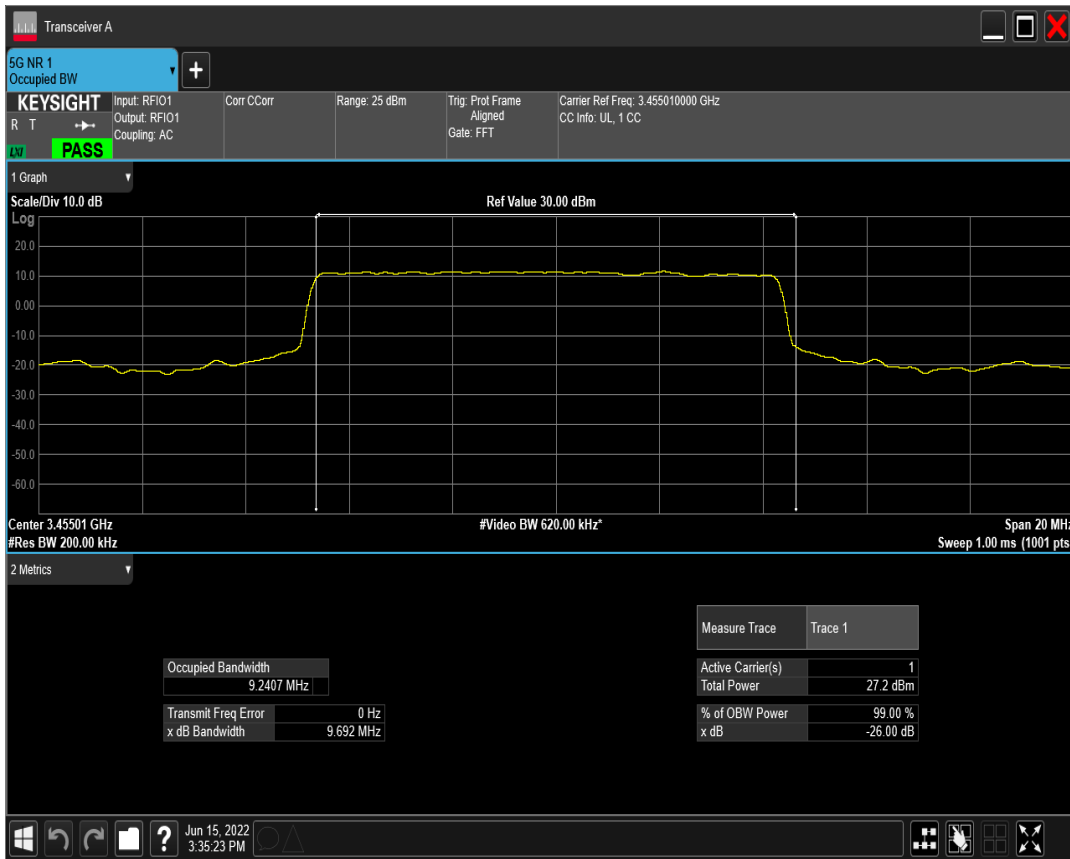 Transceiver A
5G NR 1
Occupied BW
KEYSIGHT
R T
LXI
PASS
Input: RFIO1
Output: RFIO1
Coupling: AC
Corr CCorr
Range: 25 dBm
Trig: Prot Frame
Aligned
Gate: FFT
Carrier Ref Freq: 3.455010000 GHz
CC Info: UL, 1 CC
1 Graph
Scale/Div 10.0 dB
Ref Value 30.00 dBm
Log
20.0
10.0
0.00
-10.0
-20.0
-30.0
-40.0
-50.0
-60.0
Center 3.45501 GHz
#Video BW 620.00 kHz*
Span 20 MHz
#Res BW 200.00 kHz
Sweep 1.00 ms (1001 pts
2 Metrics
Measure Trace Trace 1
Occupied Bandwidth
9.2407 MHz
Active Carrier(s) 1
Total Power 27.2 dBm
Transmit Freq Error 0 Hz
x dB Bandwidth 9.692 MHz
% of OBW Power 99.00 %
x dB -26.00 dB
?
Jun 15, 2022
3:35:23 PM